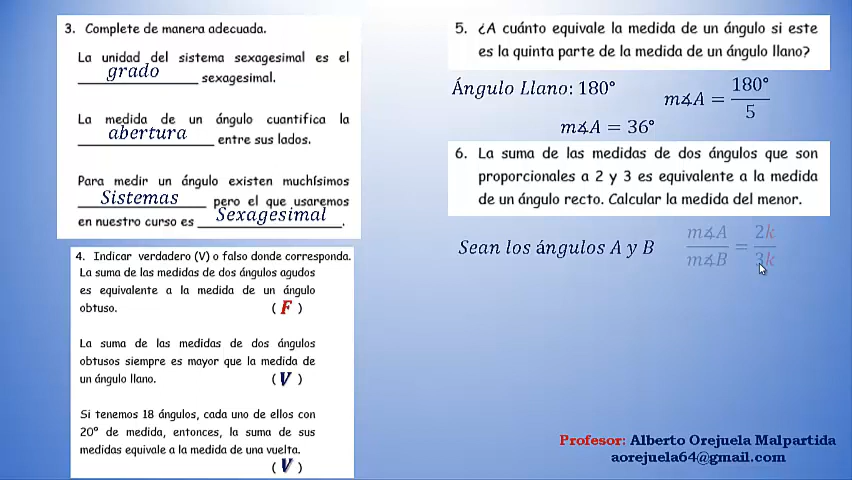 3. Complete de manera adecuada.
La unidad del sistema sexagesimal es el
grado sexagesimal.
La medida de un ángulo cuantifica la
abertura entre sus lados.
Para medir un ángulo existen muchísimos
Sistemas pero el que usaremos
en nuestro curso es Sexagesimal.
4. Indicar verdadero (V) o falso donde corresponda.
La suma de las medidas de dos ángulos agudos
es equivalente a la medida de un ángulo
obtuso. ( F )
La suma de las medidas de dos ángulos
obtusos siempre es mayor que la medida de
un ángulo llano. ( V )
Si tenemos 18 ángulos, cada uno de ellos con
20° de medida, entonces, la suma de sus
medidas equivale a la medida de una vuelta.
( V )
5. ¿A cuánto equivale la medida de un ángulo si este
es la quinta parte de la medida de un ángulo llano?
Ángulo Llano: 180°
m∡A = 180°/5
m∡A = 36°
6. La suma de las medidas de dos ángulos que son
proporcionales a 2 y 3 es equivalente a la medida
de un ángulo recto. Calcular la medida del menor.
Sean los ángulos A y B
m∡A/m∡B = 2k/3k
Profesor: Alberto Orejuela Malpartida
aorejuela64@gmail.com